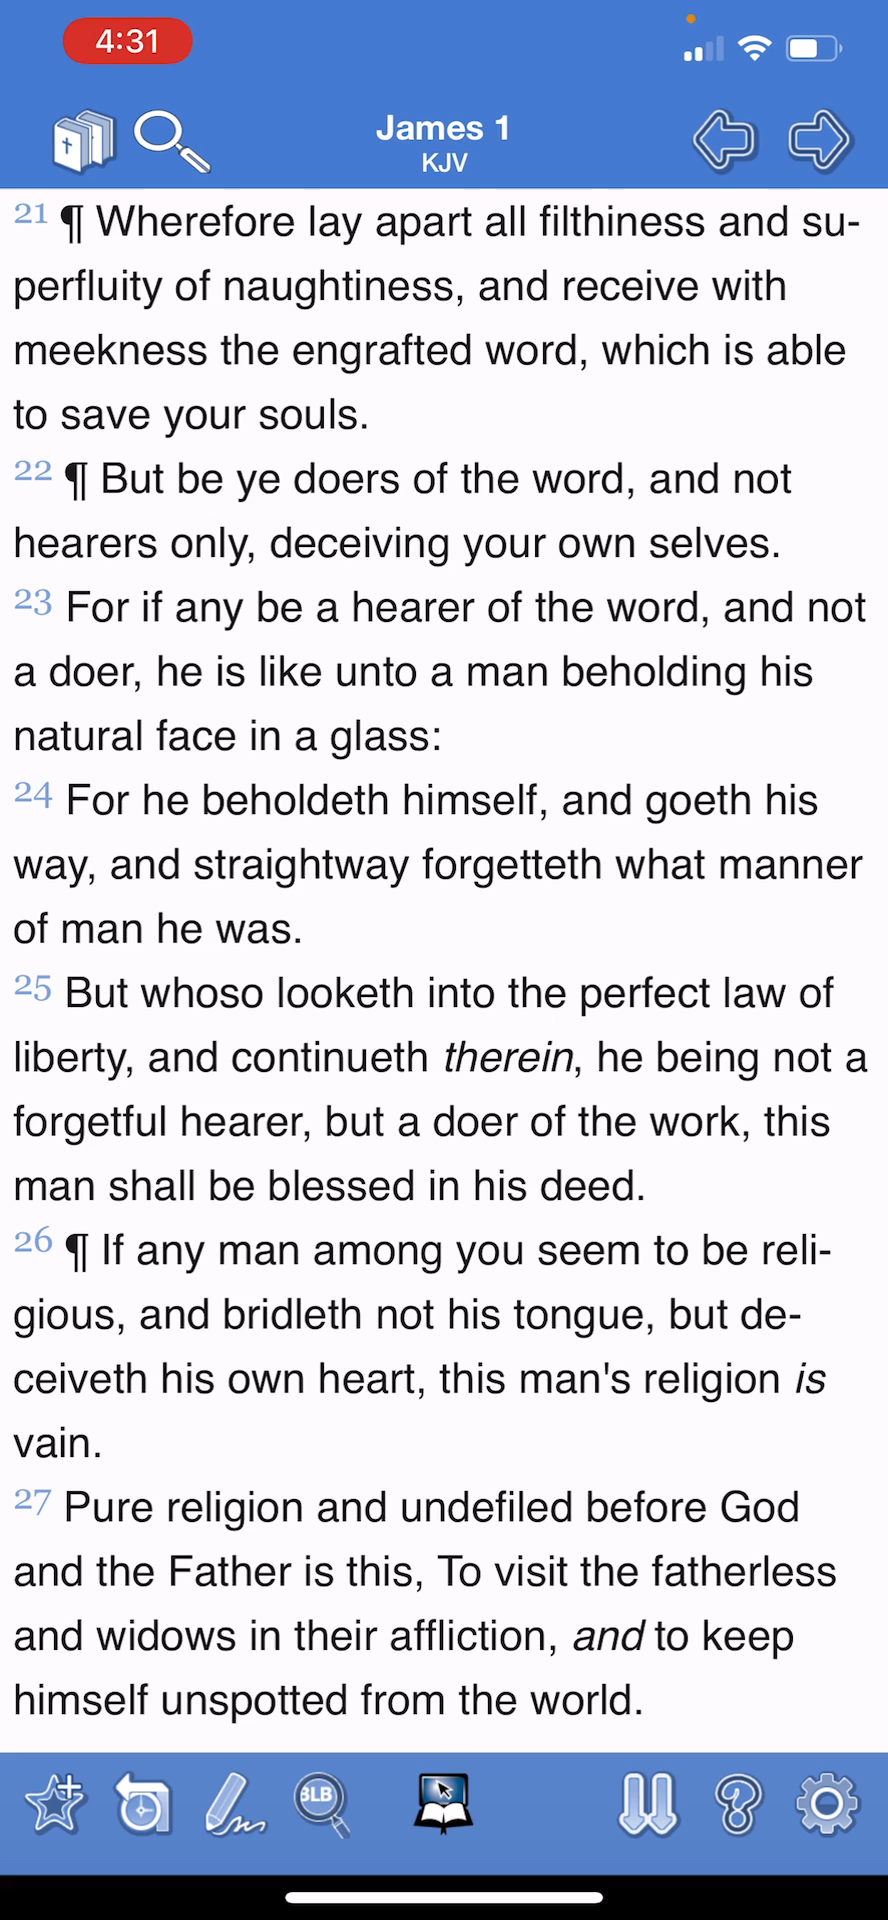 4:31
James 1
KJV
21 ¶ Wherefore lay apart all filthiness and su-
perfluity of naughtiness, and receive with
meekness the engrafted word, which is able
to save your souls.
22 ¶ But be ye doers of the word, and not
hearers only, deceiving your own selves.
23 For if any be a hearer of the word, and not
a doer, he is like unto a man beholding his
natural face in a glass:
24 For he beholdeth himself, and goeth his
way, and straightway forgetteth what manner
of man he was.
25 But whoso looketh into the perfect law of
liberty, and continueth therein, he being not a
forgetful hearer, but a doer of the work, this
man shall be blessed in his deed.
26 ¶ If any man among you seem to be reli-
gious, and bridleth not his tongue, but de-
ceiveth his own heart, this man's religion is
vain.
27 Pure religion and undefiled before God
and the Father is this, To visit the fatherless
and widows in their affliction, and to keep
himself unspotted from the world.
BLB